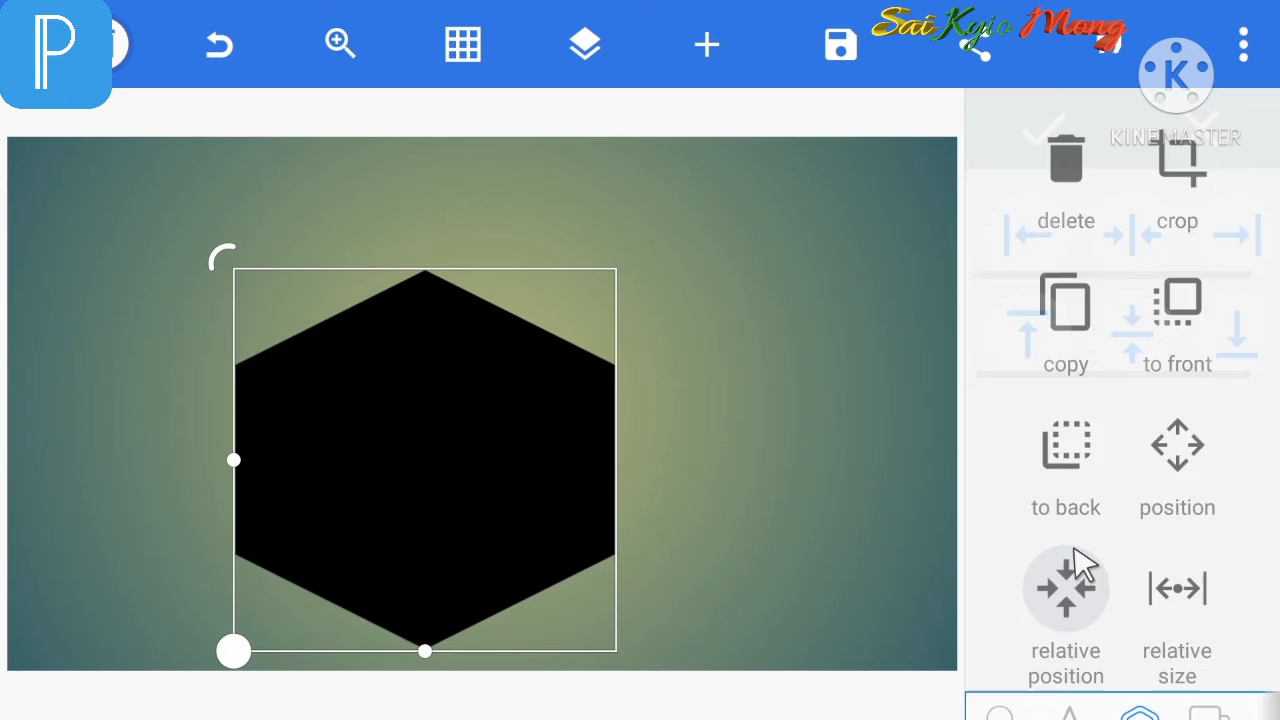 Sai Kyio Mong
K
KINEMASTER
delete
crop
copy
to front
to back
position
relative position
relative size